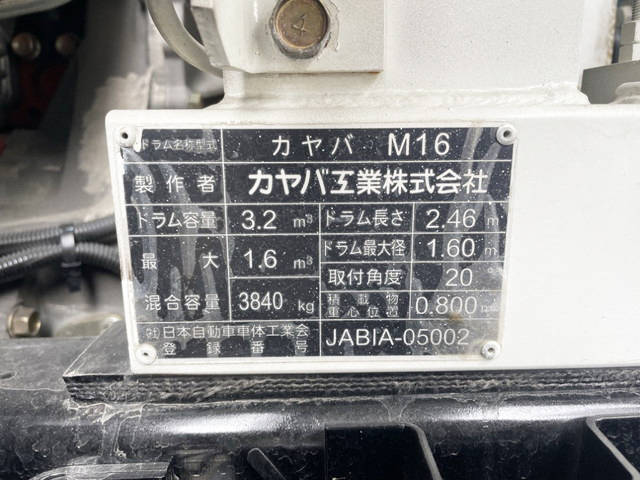 4
ドラム名称型式 カヤバ M16
製作者 カヤバ工業株式会社
ドラム容量 3.2 m³ ドラム長さ 2.46 m
最大 1.6 m³ ドラム最大径 1.60 m
混合容量 3840 kg 取付角度 20 °
積載物重心位置 0.800 m
㈳日本自動車車体工業会
登録番号 JABIA-05002